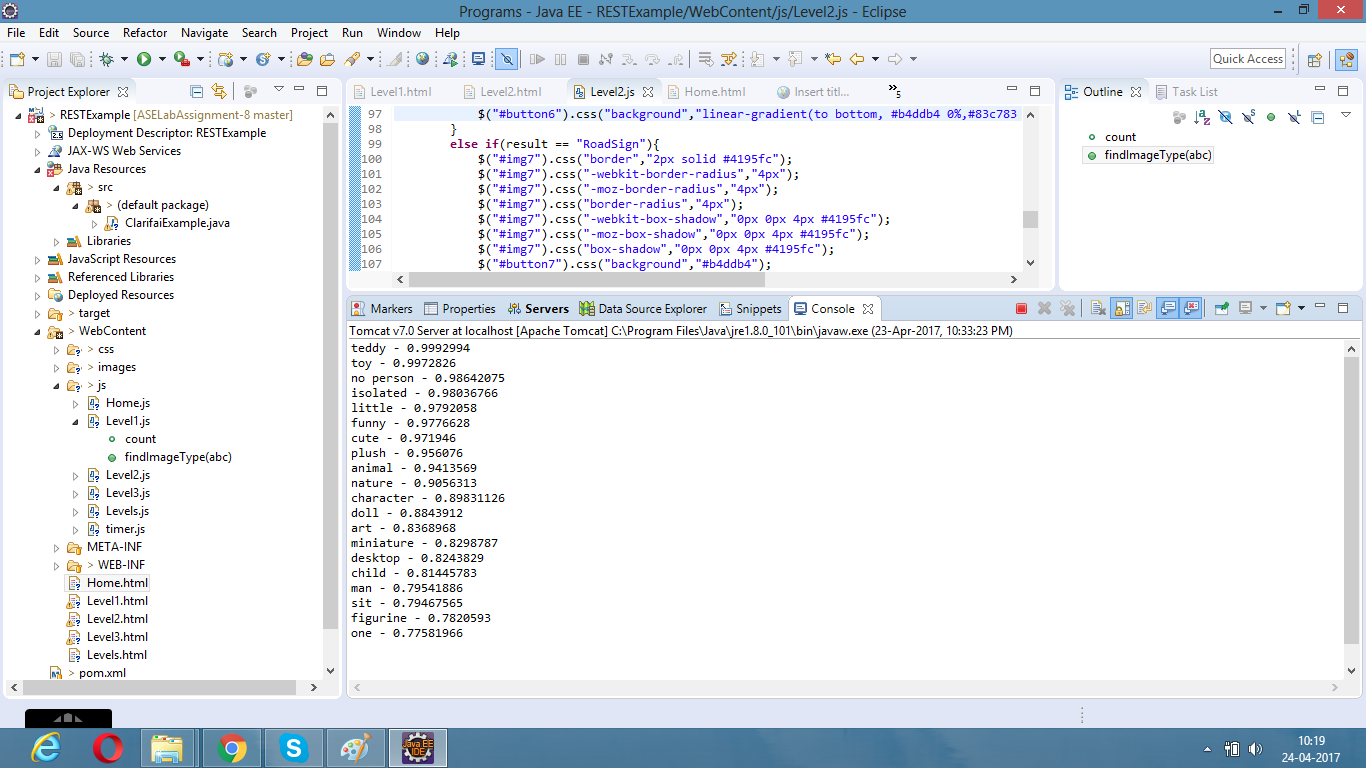 Programs - Java EE - RESTExample/WebContent/js/Level2.js - Eclipse
File Edit Source Refactor Navigate Search Project Run Window Help
Quick Access
Project Explorer
RESTExample [ASELabAssignment-8 master]
Deployment Descriptor: RESTExample
JAX-WS Web Services
Java Resources
> src
> (default package)
ClarifaiExample.java
Libraries
JavaScript Resources
Referenced Libraries
Deployed Resources
> target
> WebContent
> css
> images
> js
Home.js
Level1.js
count
findImageType(abc)
Level2.js
Level3.js
Levels.js
timer.js
META-INF
> WEB-INF
Home.html
Level1.html
Level2.html
Level3.html
Levels.html
> pom.xml
Level1.html Level2.html Level2.js Home.html Insert titl... »5
97 $("#button6").css("background","linear-gradient(to bottom, #b4ddb4 0%,#83c783
98 }
99 else if(result == "RoadSign"){
100 $("#img7").css("border","2px solid #4195fc");
101 $("#img7").css("-webkit-border-radius","4px");
102 $("#img7").css("-moz-border-radius","4px");
103 $("#img7").css("border-radius","4px");
104 $("#img7").css("-webkit-box-shadow","0px 0px 4px #4195fc");
105 $("#img7").css("-moz-box-shadow","0px 0px 4px #4195fc");
106 $("#img7").css("box-shadow","0px 0px 4px #4195fc");
107 $("#button7").css("background","#b4ddb4");
Outline Task List
count
findImageType(abc)
Markers Properties Servers Data Source Explorer Snippets Console
Tomcat v7.0 Server at localhost [Apache Tomcat] C:\Program Files\Java\jre1.8.0_101\bin\javaw.exe (23-Apr-2017, 10:33:23 PM)
teddy - 0.9992994
toy - 0.9972826
no person - 0.98642075
isolated - 0.98036766
little - 0.9792058
funny - 0.9776628
cute - 0.971946
plush - 0.956076
animal - 0.9413569
nature - 0.9056313
character - 0.89831126
doll - 0.8843912
art - 0.8368968
miniature - 0.8298787
desktop - 0.8243829
child - 0.81445783
man - 0.79541886
sit - 0.79467565
figurine - 0.7820593
one - 0.77581966
Java EE
IDE
10:19
24-04-2017